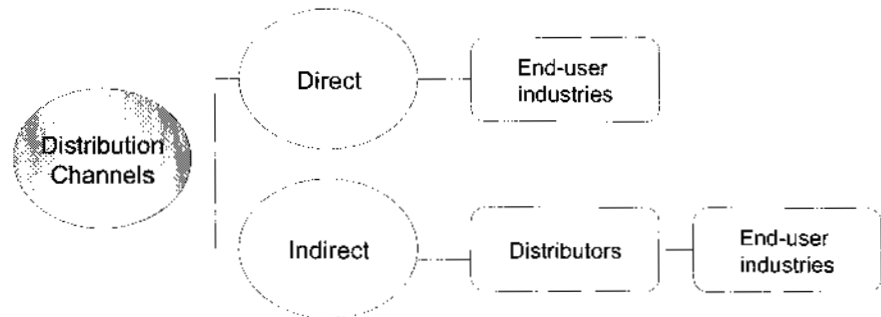 Direct
End-user
industries
Distribution
Channels
Indirect
Distributors
End-user
industries